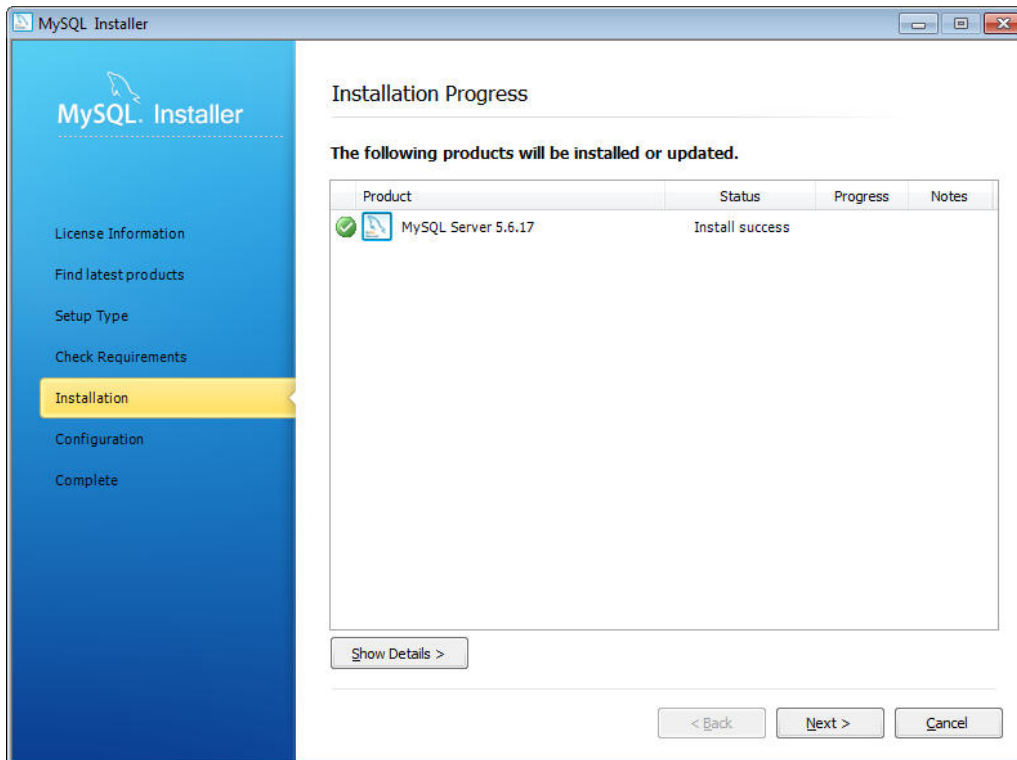 MySQL Installer
MySQL. Installer
License Information
Find latest products
Setup Type
Check Requirements
Installation
Configuration
Complete
Installation Progress
The following products will be installed or updated.
Product Status Progress Notes
MySQL Server 5.6.17 Install success
Show Details >
< Back Next > Cancel